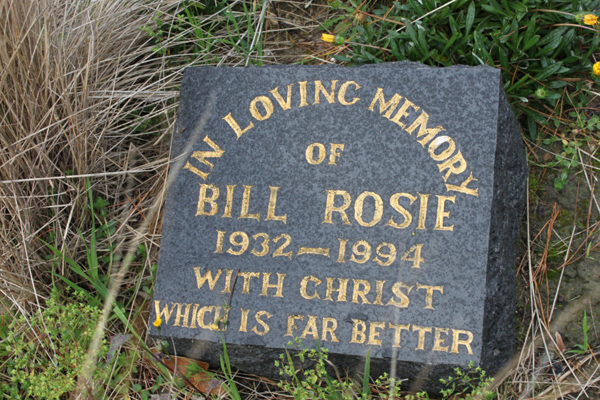 IN LOVING MEMORY
OF
BILL ROSIE
1932—1994
WITH CHRIST
WHICH IS FAR BETTER